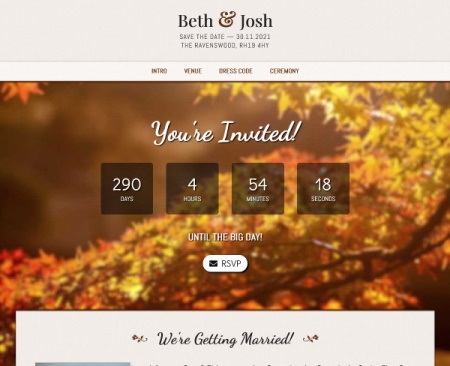 Beth & Josh
SAVE THE DATE — 30.11.2021
THE RAVENSWOOD, RH19 4HY
INTRO VENUE DRESS CODE CEREMONY
You're Invited!
290 4 54 18
DAYS HOURS MINUTES SECONDS
UNTIL THE BIG DAY!
RSVP
We're Getting Married!